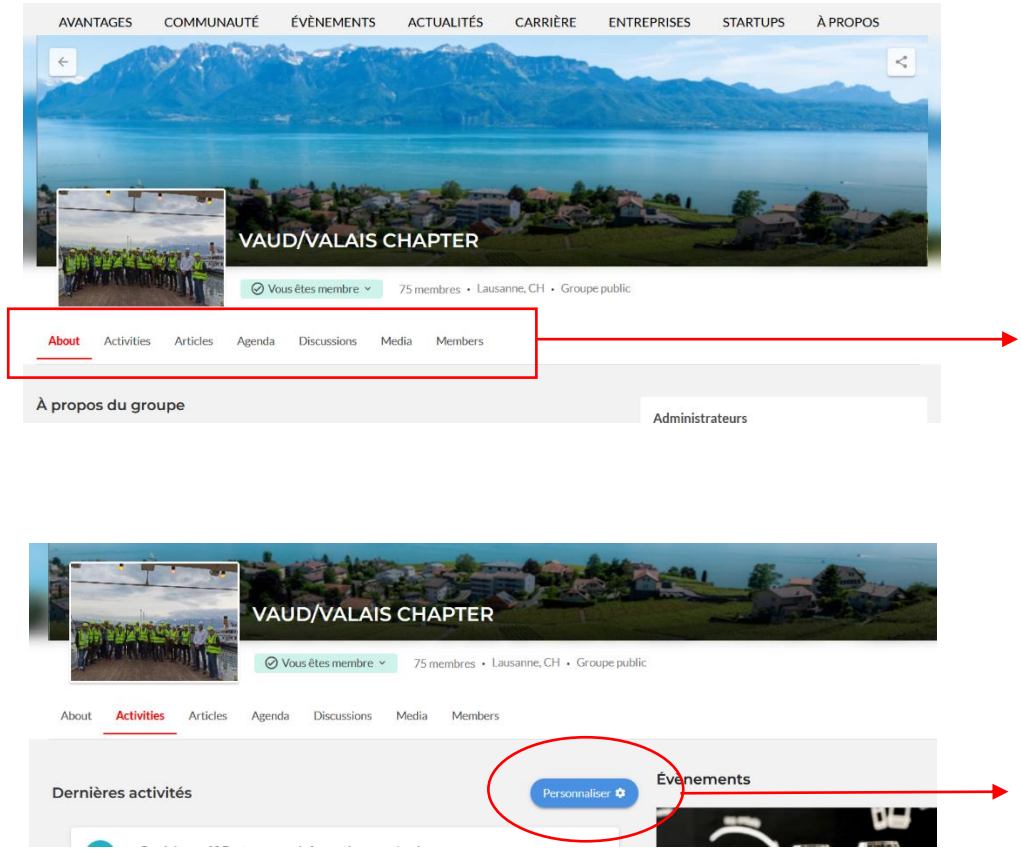 AVANTAGES COMMUNAUTÉ ÉVÈNEMENTS ACTUALITÉS CARRIÈRE ENTREPRISES STARTUPS À PROPOS
VAUD/VALAIS CHAPTER
Vous êtes membre 75 membres • Lausanne, CH • Groupe public
About Activities Articles Agenda Discussions Media Members
À propos du groupe
Administrateurs
VAUD/VALAIS CHAPTER
Vous êtes membre 75 membres • Lausanne, CH • Groupe public
About Activities Articles Agenda Discussions Media Members
Dernières activités Personnaliser Évènements